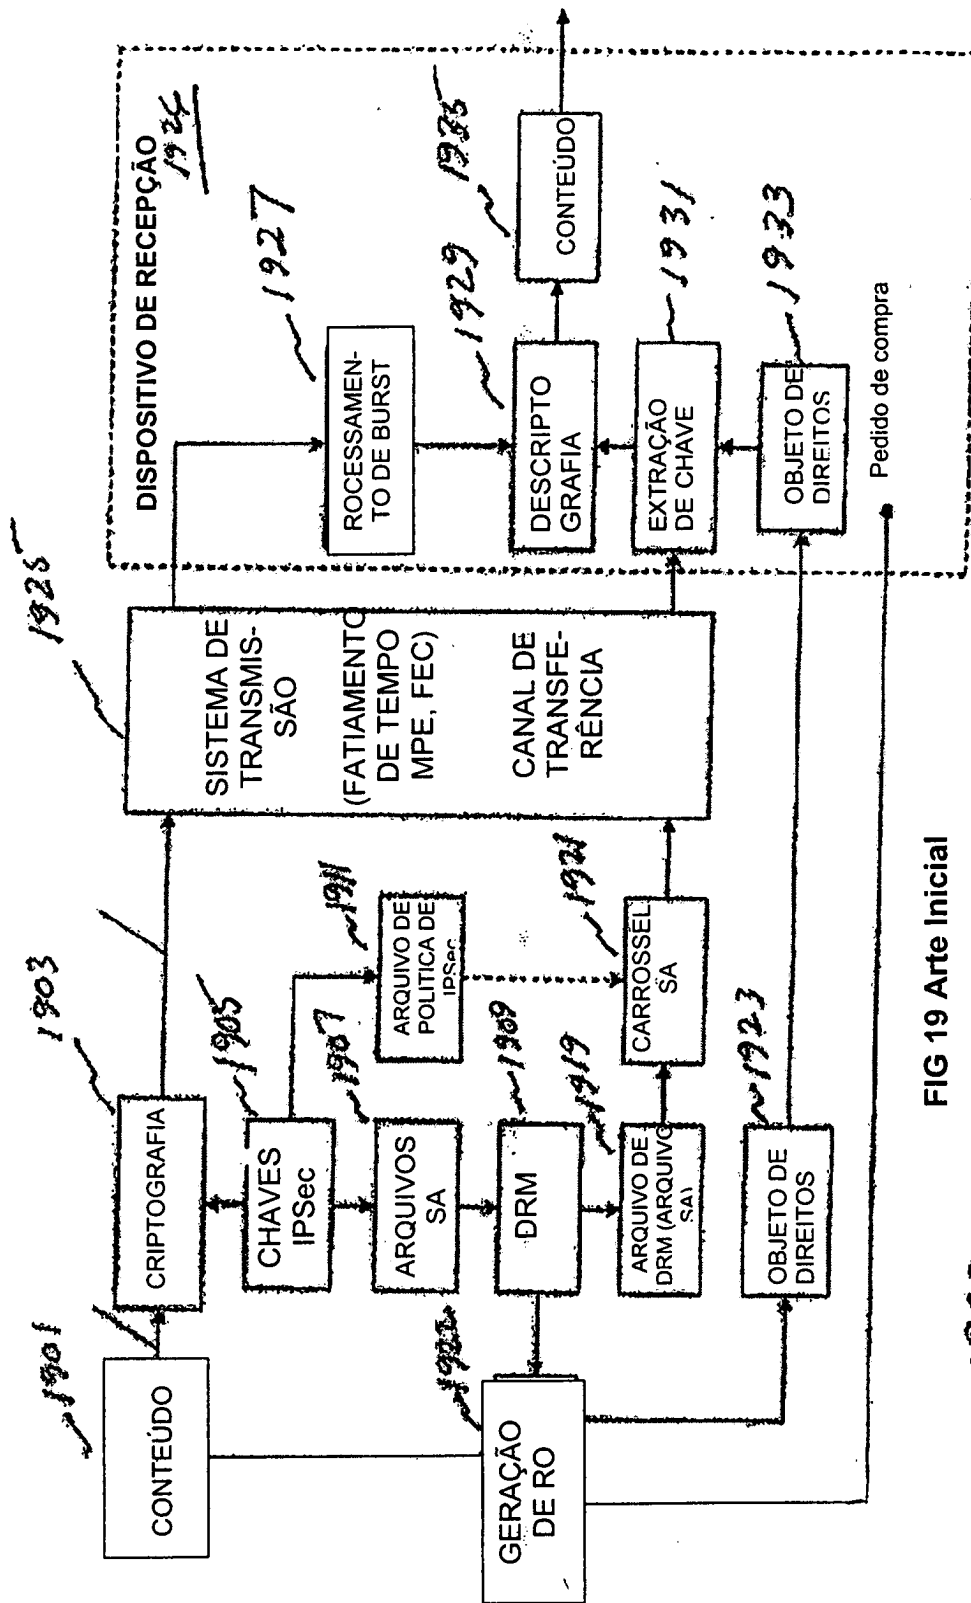 DISPOSITIVO DE RECEPÇÃO
1925
1927
ROCESSAMEN-
TO DE BURST
1929
DESCRIPTO
GRAFIA
CONTEÚDO
1931
EXTRAÇÃO
DE CHAVE
1933
OBJETO DE
DIREITOS
Pedido de compra
SISTEMA DE
TRANSMIS-
SÃO
(FATIAMENTO
DE TEMPO
MPE, FEC)
CANAL DE
TRANSFE-
RÊNCIA
1901
CONTEÚDO
1903
CRIPTOGRAFIA
1905
CHAVES
IPSec
1907
ARQUIVOS
SA
1909
DRM
1911
ARQUIVO DE
POLITICA DE
IPSec
1919
ARQUIVO DE
DRM (ARQUIVO
SA)
1921
CARROSSEL
SA
GERAÇÃO
DE RO
1923
OBJETO DE
DIREITOS
FIG 19 Arte Inicial